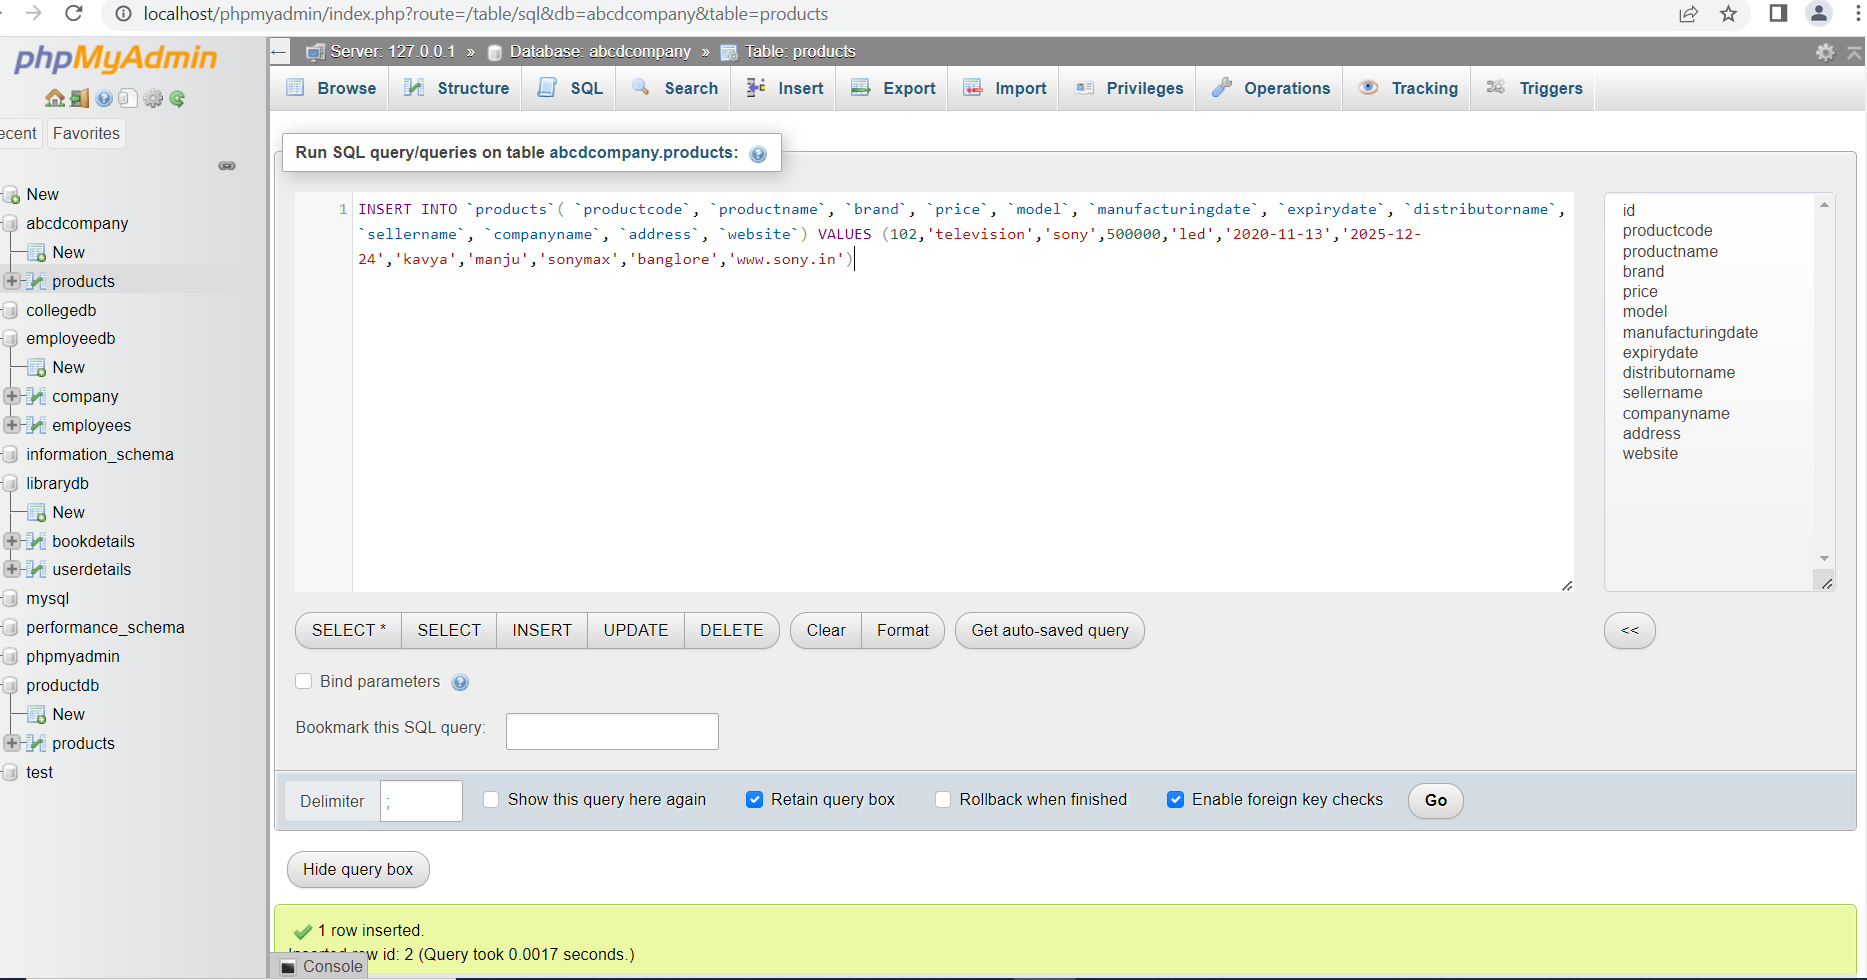 localhost/phpmyadmin/index.php?route=/table/sql&db=abcdcompany&table=products
phpMyAdmin
Server: 127.0.0.1 » Database: abcdcompany » Table: products
Browse Structure SQL Search Insert Export Import Privileges Operations Tracking Triggers
ecent Favorites
New
abcdcompany
New
products
collegedb
employeedb
New
company
employees
information_schema
librarydb
New
bookdetails
userdetails
mysql
performance_schema
phpmyadmin
productdb
New
products
test
Run SQL query/queries on table abcdcompany.products:
1 INSERT INTO `products`( `productcode`, `productname`, `brand`, `price`, `model`, `manufacturingdate`, `expirydate`, `distributorname`,
`sellername`, `companyname`, `address`, `website`) VALUES (102,'television','sony',500000,'led','2020-11-13','2025-12-
24','kavya','manju','sonymax','banglore','www.sony.in')
id
productcode
productname
brand
price
model
manufacturingdate
expirydate
distributorname
sellername
companyname
address
website
SELECT * SELECT INSERT UPDATE DELETE Clear Format Get auto-saved query <<
Bind parameters
Bookmark this SQL query:
Delimiter ; Show this query here again Retain query box Rollback when finished Enable foreign key checks Go
Hide query box
1 row inserted.
Inserted row id: 2 (Query took 0.0017 seconds.)
Console